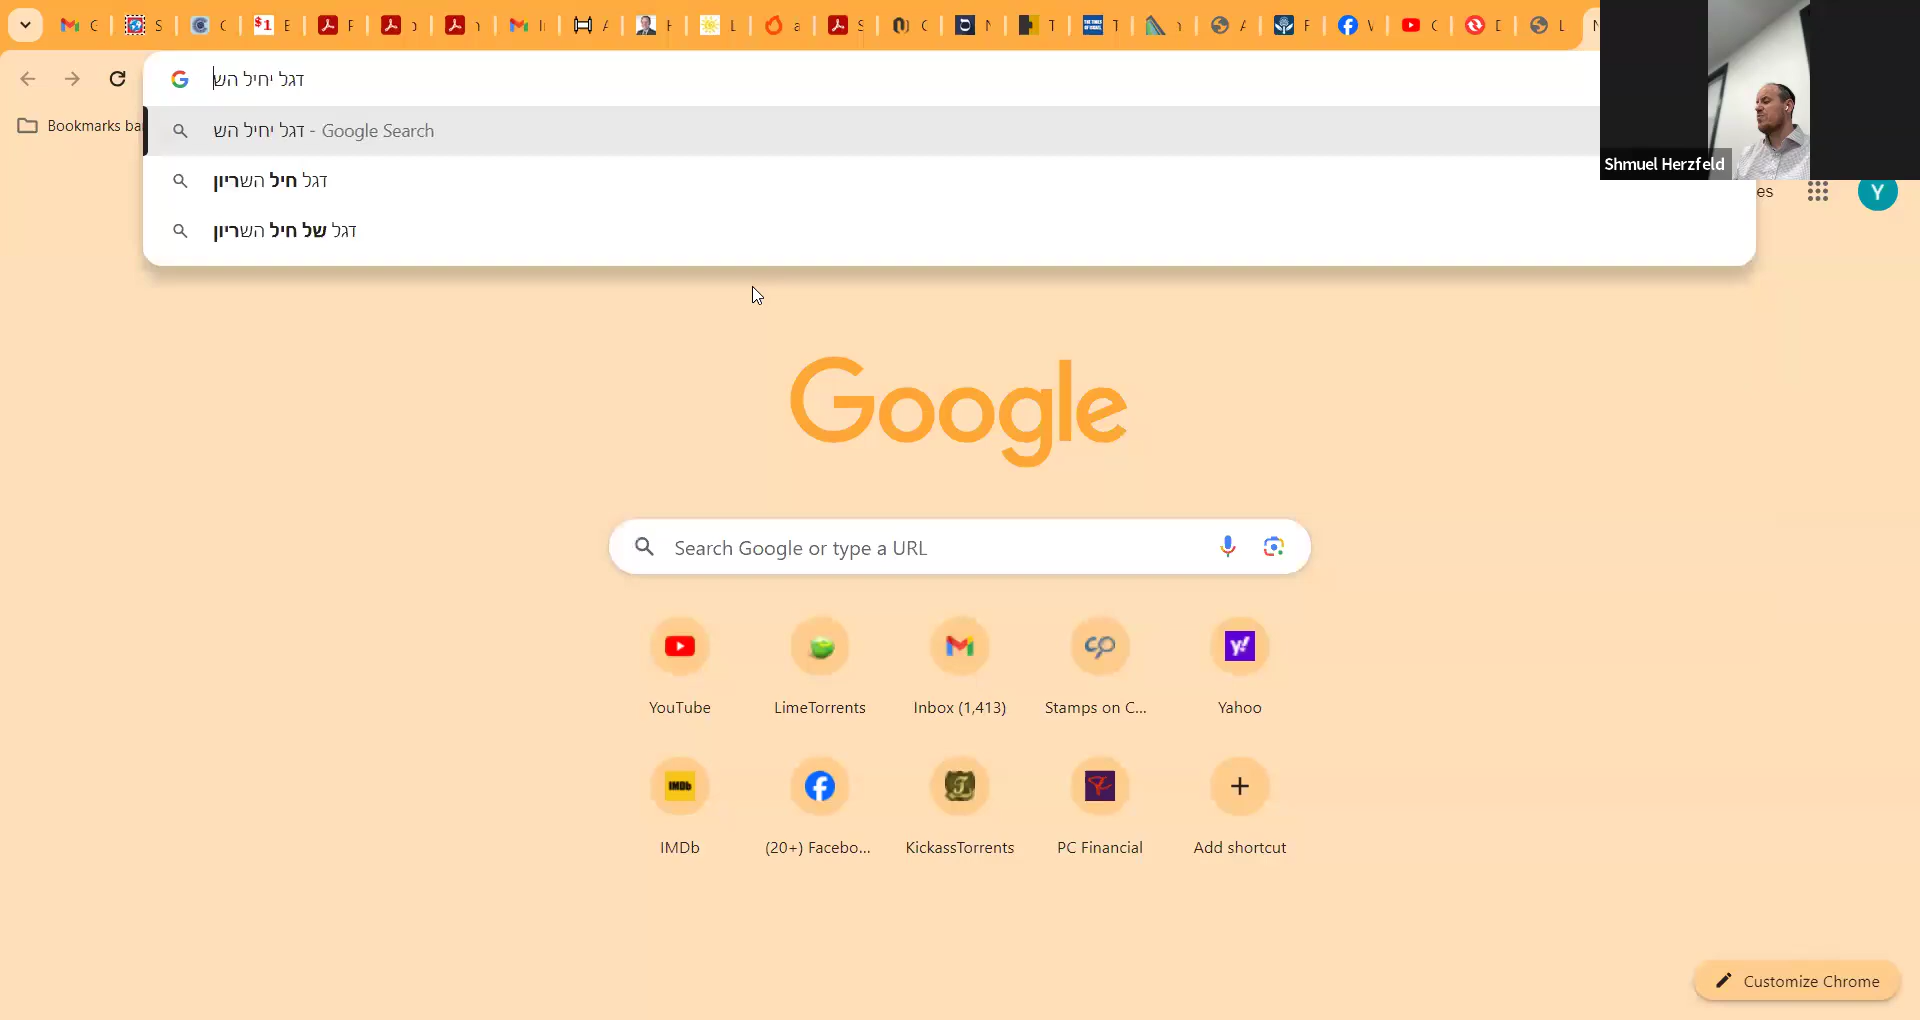 C
S
C
$1 E
F
כ
ח
I
A
H
L
a
S
C
N
T
T
ח
A
F
V
C
D
L
N
דגל יחיל הש
Bookmarks ba
דגל יחיל הש - Google Search
דגל חיל השריון
דגל של חיל השריון
Shmuel Herzfeld
es
Y
Google
Search Google or type a URL
YouTube
LimeTorrents
Inbox (1,413)
Stamps on C...
Yahoo
IMDb
(20+) Facebo...
KickassTorrents
PC Financial
Add shortcut
Customize Chrome